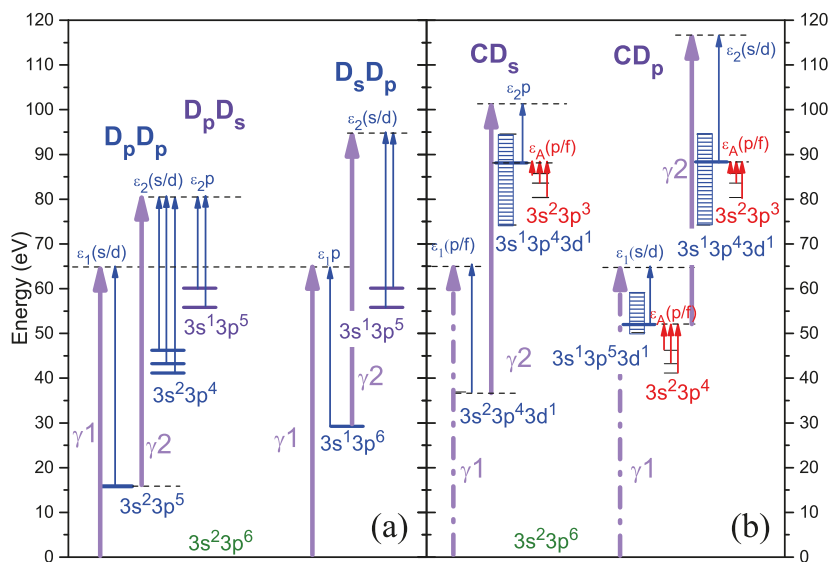 Energy (eV)
120
110
100
90
80
70
60
50
40
30
20
10
0
DₚDₚ
DₚDₛ
DₛDₚ
ε₂(s/d)
ε₂p
ε₂(s/d)
ε₁(s/d)
ε₁p
3s¹3p⁵
3s¹3p⁵
3s²3p⁴
γ2
γ1
γ2
γ1
3s¹3p⁶
3s²3p⁵
3s²3p⁶
(a)
CDₛ
CDₚ
ε₂p
ε₂(s/d)
ε_A(p/f)
ε_A(p/f)
γ2
3s²3p³
3s²3p³
3s¹3p⁴3d¹
3s¹3p⁴3d¹
ε₁(p/f)
ε₁(s/d)
ε_A(p/f)
3s¹3p⁵3d¹
γ2
3s²3p⁴
3s²3p⁴3d¹
γ1
γ1
3s²3p⁶
(b)
120
110
100
90
80
70
60
50
40
30
20
10
0